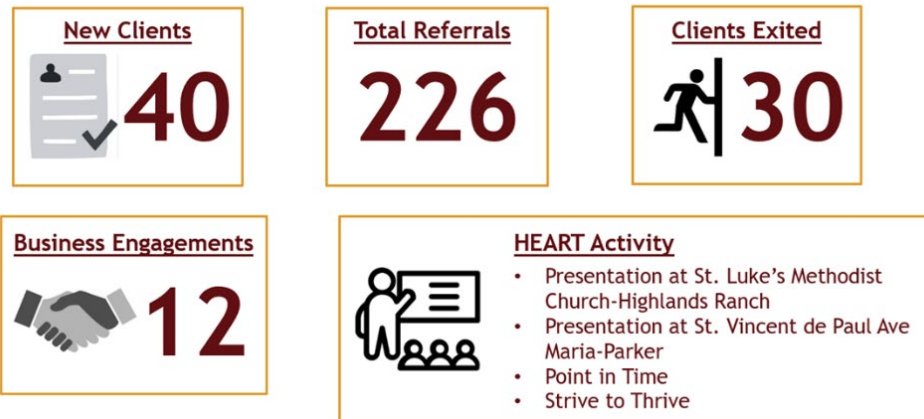 New Clients
40
Total Referrals
226
Clients Exited
30
Business Engagements
12
HEART Activity
• Presentation at St. Luke's Methodist
Church-Highlands Ranch
• Presentation at St. Vincent de Paul Ave
Maria-Parker
• Point in Time
• Strive to Thrive